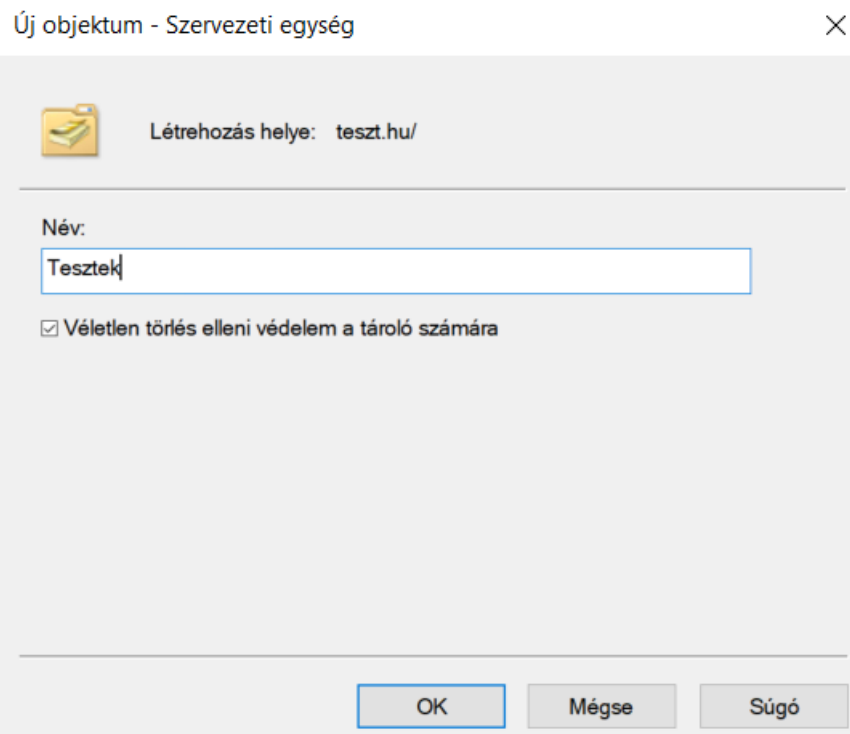 Új objektum - Szervezeti egység
Létrehozás helye: teszt.hu/
Név:
Tesztek
Véletlen törlés elleni védelem a tároló számára
OK Mégse Súgó